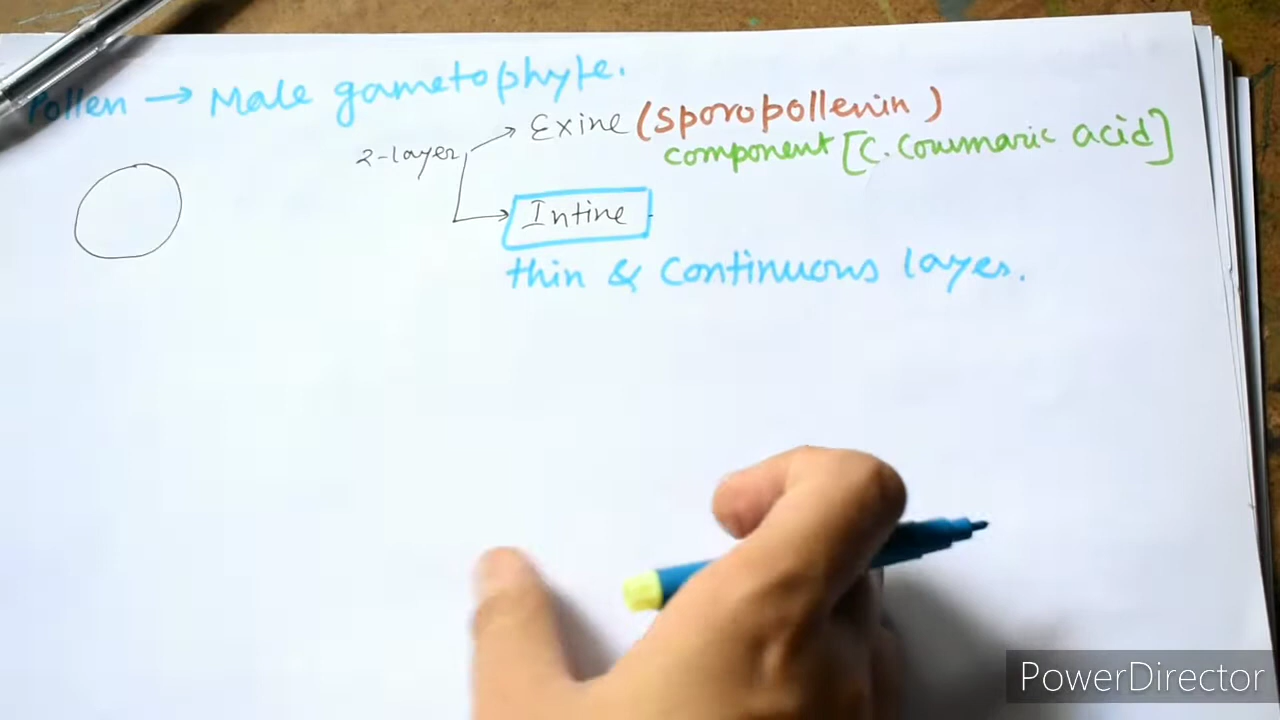 Pollen → Male gametophyte.
2-layer
Exine (sporopollenin)
component [C. Coumaric acid]
Intine
thin & Continuous layer.
PowerDirector